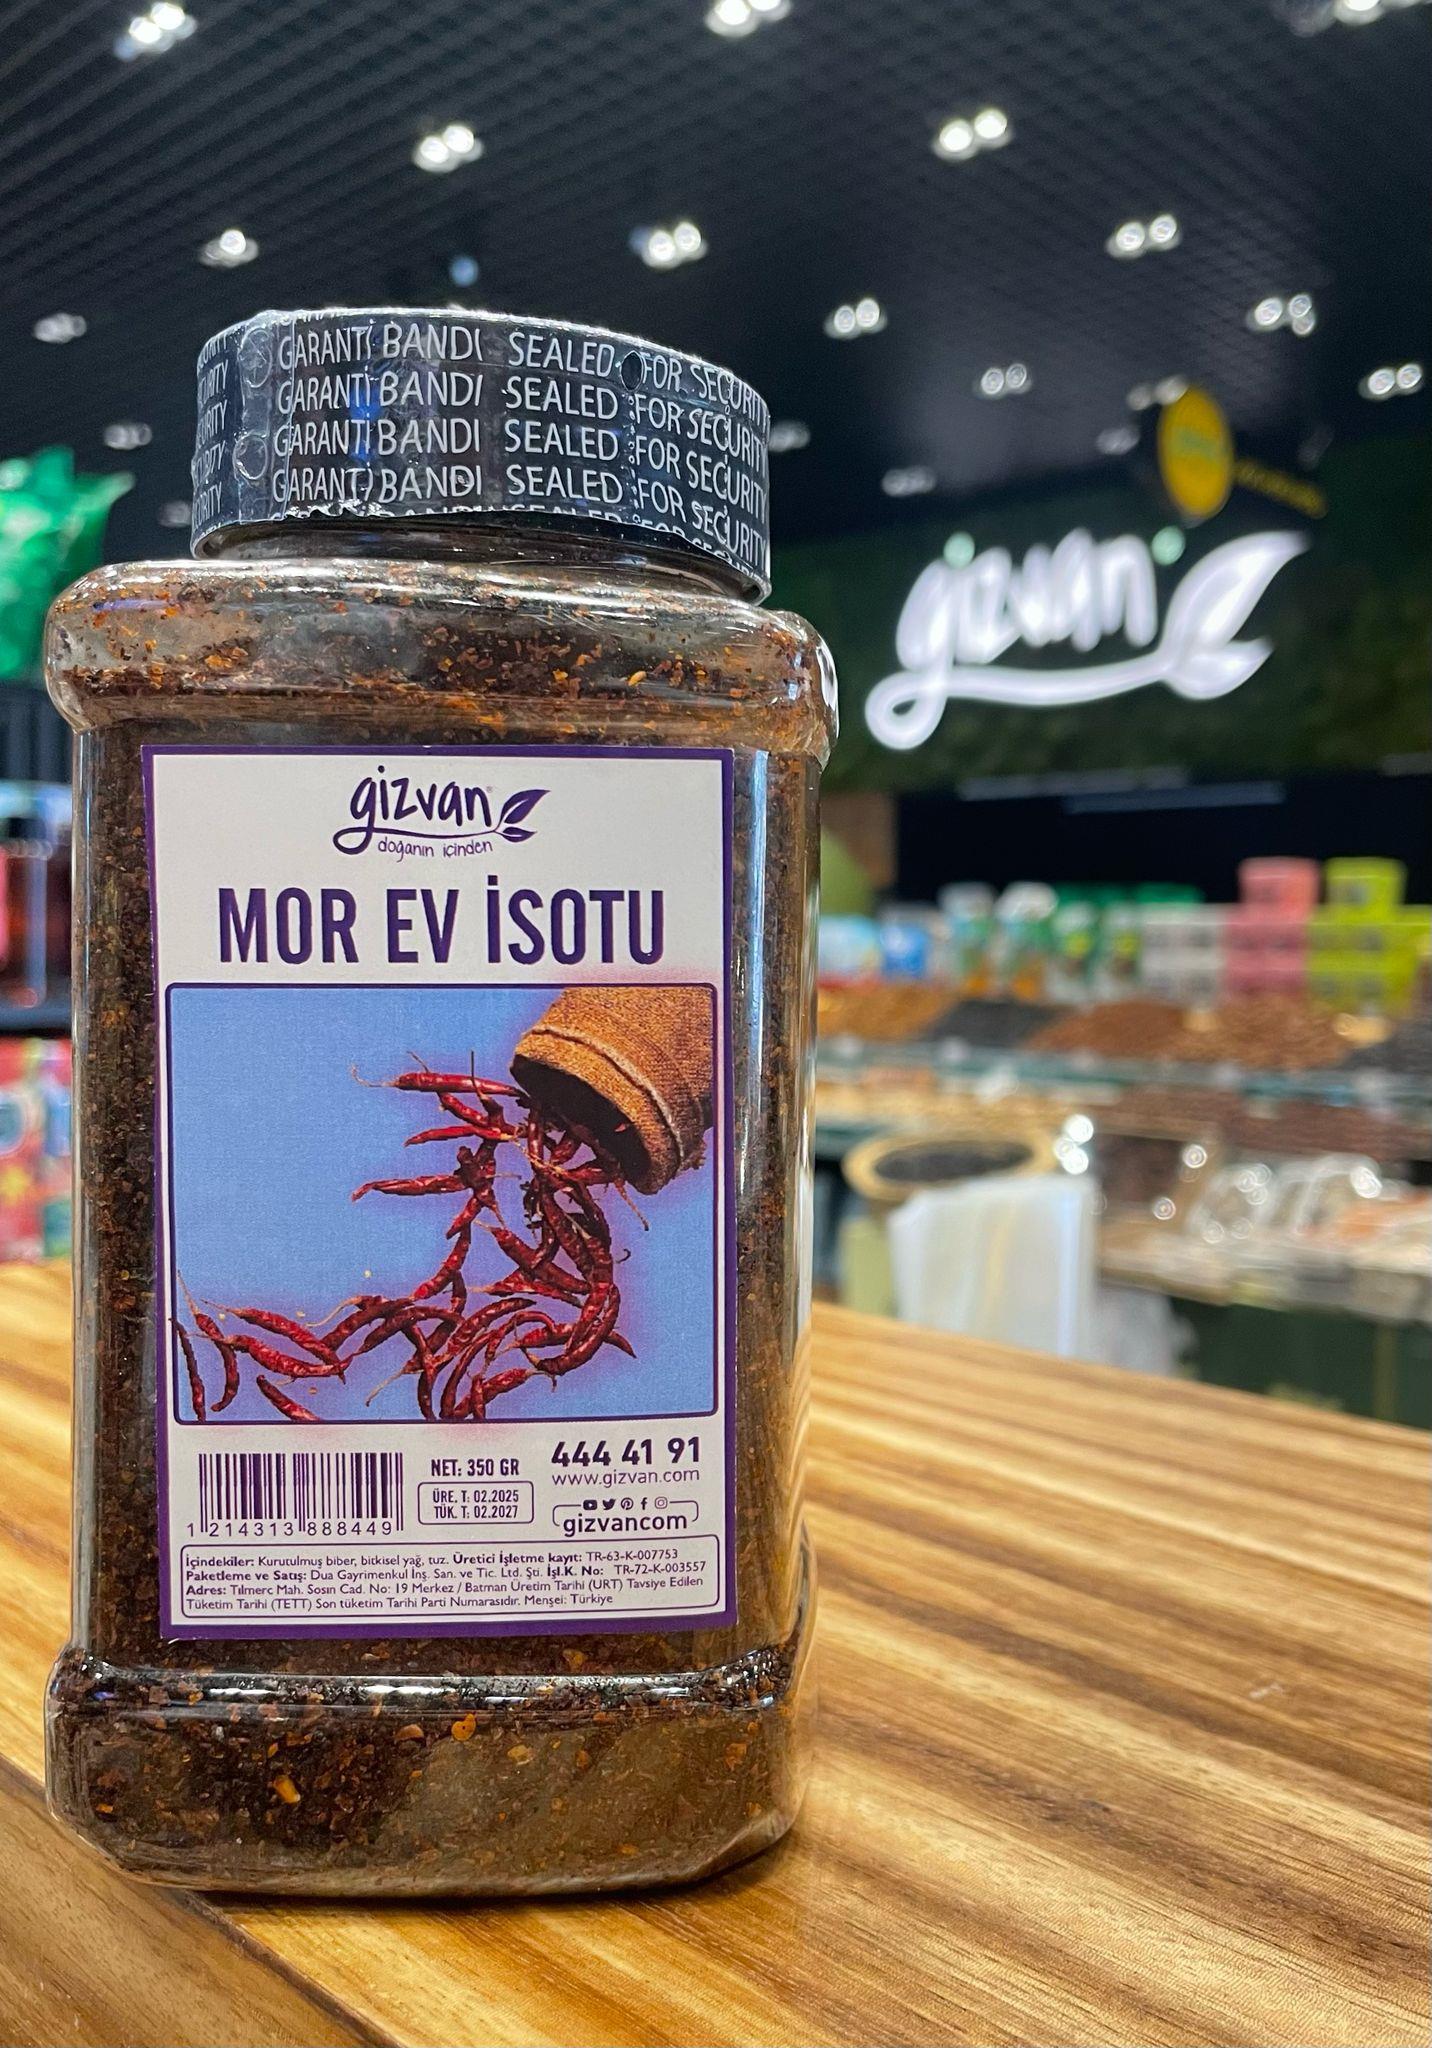 GARANTİ BANDI SEALED FOR SECURITY
GARANTİ BANDI SEALED FOR SECURITY
GARANTİ BANDI SEALED FOR SECURITY
GARANTİ BANDI SEALED FOR SECURITY
gizvan
gizvan®
doğanın içinden
MOR EV İSOTU
NET: 350 GR
ÜRE. T: 02.2025
TÜK. T: 02.2027
444 41 91
www.gizvan.com
gizvancom
1 214313 888449
İçindekiler: Kurutulmuş biber, bitkisel yağ, tuz. Üretici İşletme kayıt: TR-63-K-007753
Paketleme ve Satış: Dua Gayrimenkul İnş. San. ve Tic. Ltd. Şti. İşl.K. No: TR-72-K-003557
Adres: Tılmerc Mah. Sosın Cad. No: 19 Merkez / Batman Üretim Tarihi (URT) Tavsiye Edilen
Tüketim Tarihi (TETT) Son tüketim Tarihi Parti Numarasıdır. Menşei: Türkiye